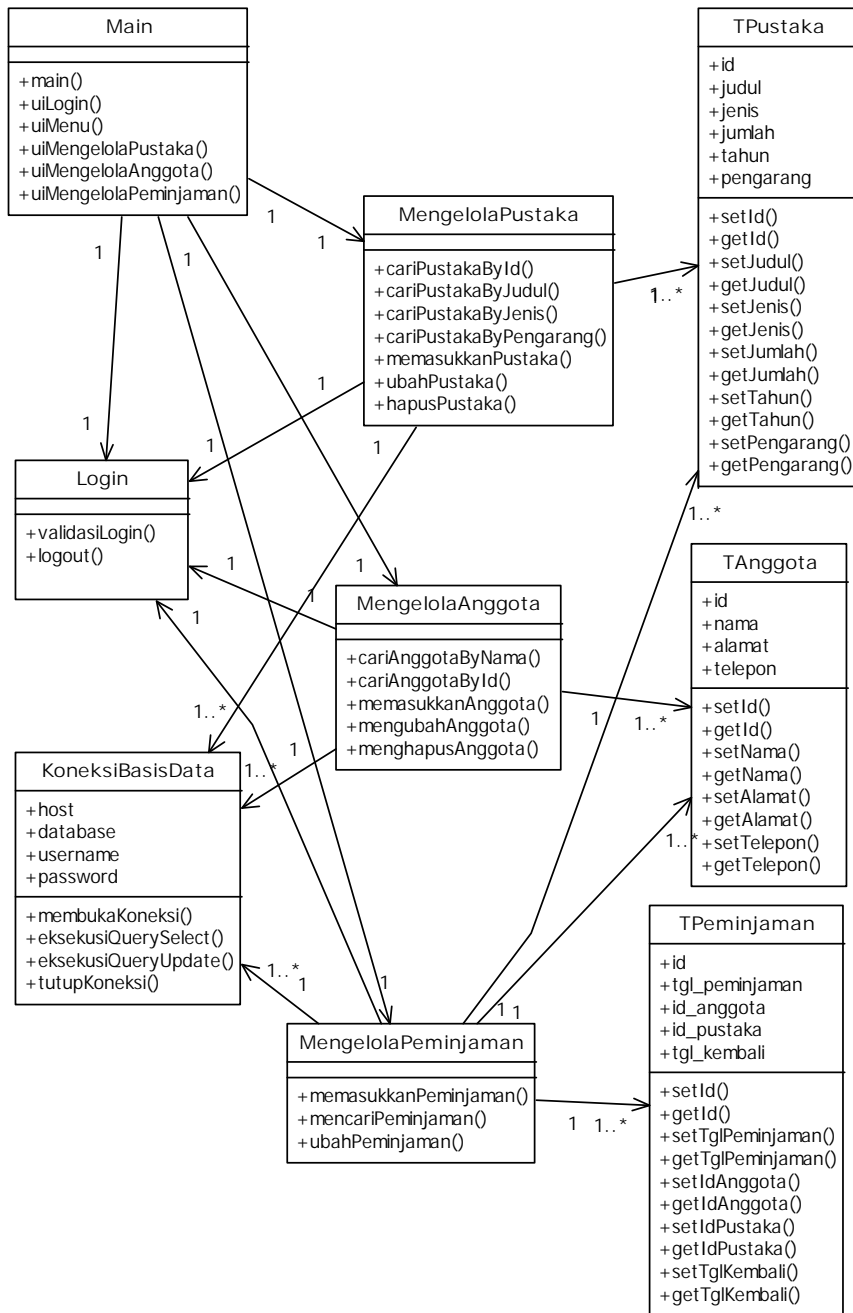 Main
+main()
+uiLogin()
+uiMenu()
+uiMengelolaPustaka()
+uiMengelolaAnggota()
+uiMengelolaPeminjaman()
1
1
1
1
1
1
1
1
MengelolaPustaka
+cariPustakaById()
+cariPustakaByJudul()
+cariPustakaByJenis()
+cariPustakaByPengarang()
+memasukkanPustaka()
+ubahPustaka()
+hapusPustaka()
1..*
1
1
1
TPustaka
+id
+judul
+jenis
+jumlah
+tahun
+pengarang
+setId()
+getId()
+setJudul()
+getJudul()
+setJenis()
+getJenis()
+setJumlah()
+getJumlah()
+setTahun()
+getTahun()
+setPengarang()
+getPengarang()
1..*
Login
+validasiLogin()
+logout()
1
1
1
1
MengelolaAnggota
+cariAnggotaByNama()
+cariAnggotaById()
+memasukkanAnggota()
+mengubahAnggota()
+menghapusAnggota()
1
1..*
TAnggota
+id
+nama
+alamat
+telepon
+setId()
+getId()
+setNama()
+getNama()
+setAlamat()
+getAlamat()
+setTelepon()
+getTelepon()
1..*
1..*
1..*
1
KoneksiBasisData
+host
+database
+username
+password
+membukaKoneksi()
+eksekusiQuerySelect()
+eksekusiQueryUpdate()
+tutupKoneksi()
1..*
1
1
1
MengelolaPeminjaman
+memasukkanPeminjaman()
+mencariPeminjaman()
+ubahPeminjaman()
1
1..*
TPeminjaman
+id
+tgl_peminjaman
+id_anggota
+id_pustaka
+tgl_kembali
+setId()
+getId()
+setTglPeminjaman()
+getTglPeminjaman()
+setIdAnggota()
+getIdAnggota()
+setIdPustaka()
+getIdPustaka()
+setTglKembali()
+getTglKembali()